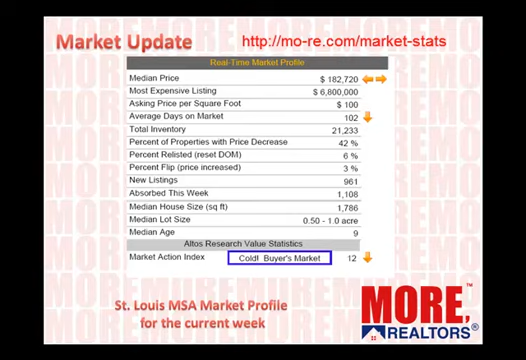 Market Update
http://mo-re.com/market-stats
Real-Time Market Profile
Median Price $ 182,720
Most Expensive Listing $ 6,800,000
Asking Price per Square Foot $ 100
Average Days on Market 102
Total Inventory 21,233
Percent of Properties with Price Decrease 42 %
Percent Relisted (reset DOM) 6 %
Percent Flip (price increased) 3 %
New Listings 961
Absorbed This Week 1,108
Median House Size (sq ft) 1,786
Median Lot Size 0.50 - 1.0 acre
Median Age 9
Altos Research Value Statistics
Market Action Index Cold! Buyer's Market 12
St. Louis MSA Market Profile
for the current week
MORE,
REALTORS